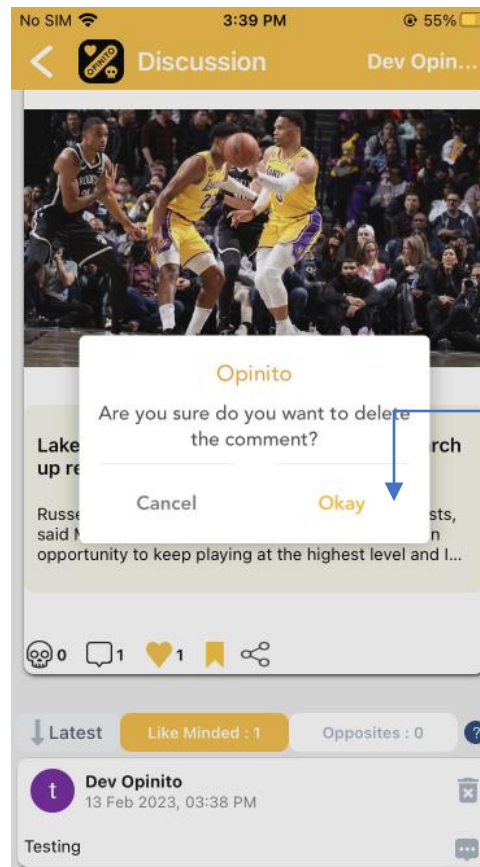 No SIM 3:39 PM 55%
OPINITO Discussion Dev Opin...
Opinito
Are you sure do you want to delete
the comment?
Cancel Okay
Lake rch
up re
Russe sts,
said n
opportunity to keep playing at the highest level and I...
0 1 1
Latest Like Minded : 1 Opposites : 0 ?
t Dev Opinito
13 Feb 2023, 03:38 PM
Testing